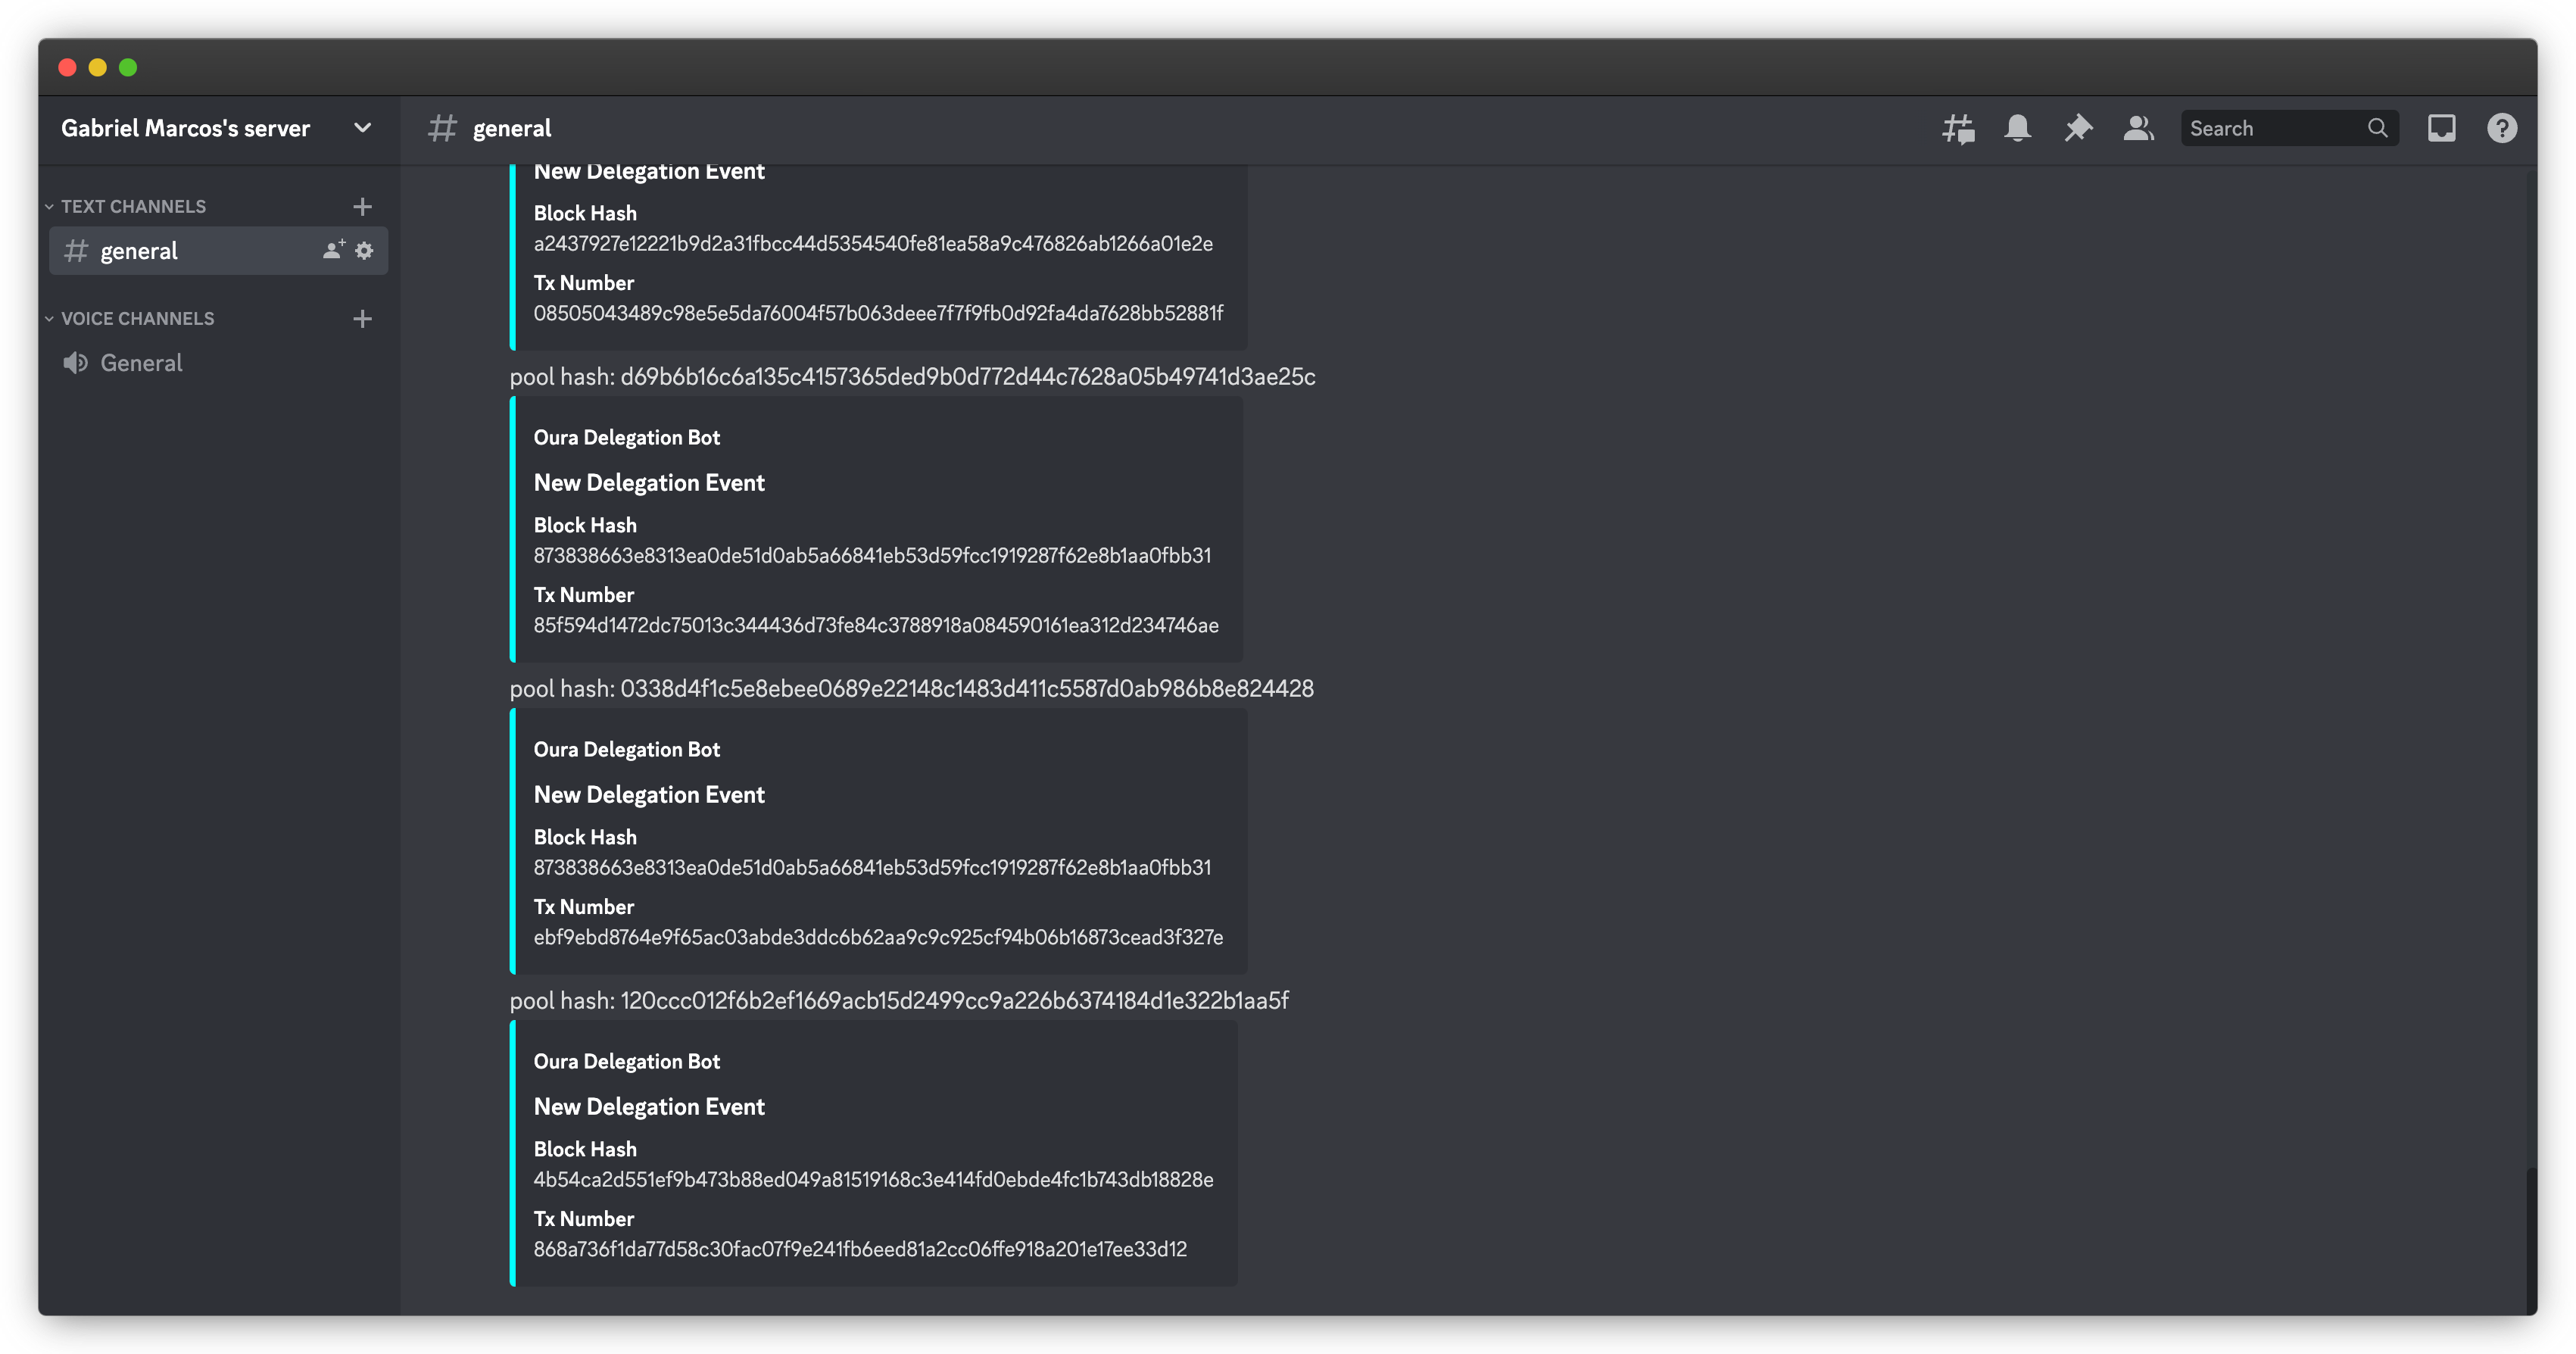 Gabriel Marcos's server
general
Search
TEXT CHANNELS
general
VOICE CHANNELS
General
New Delegation Event
Block Hash
a2437927e12221b9d2a31fbcc44d5354540fe81ea58a9c476826ab1266a01e2e
Tx Number
08505043489c98e5e5da76004f57b063deee7f7f9fb0d92fa4da7628bb52881f
pool hash: d69b6b16c6a135c4157365ded9b0d772d44c7628a05b49741d3ae25c
Oura Delegation Bot
New Delegation Event
Block Hash
873838663e8313ea0de51d0ab5a66841eb53d59fcc1919287f62e8b1aa0fbb31
Tx Number
85f594d1472dc75013c344436d73fe84c3788918a084590161ea312d234746ae
pool hash: 0338d4f1c5e8ebee0689e22148c1483d411c5587d0ab986b8e824428
Oura Delegation Bot
New Delegation Event
Block Hash
873838663e8313ea0de51d0ab5a66841eb53d59fcc1919287f62e8b1aa0fbb31
Tx Number
ebf9ebd8764e9f65ac03abde3ddc6b62aa9c9c925cf94b06b16873cead3f327e
pool hash: 120ccc012f6b2ef1669acb15d2499cc9a226b6374184d1e322b1aa5f
Oura Delegation Bot
New Delegation Event
Block Hash
4b54ca2d551ef9b473b88ed049a81519168c3e414fd0ebde4fc1b743db18828e
Tx Number
868a736f1da77d58c30fac07f9e241fb6eed81a2cc06ffe918a201e17ee33d12